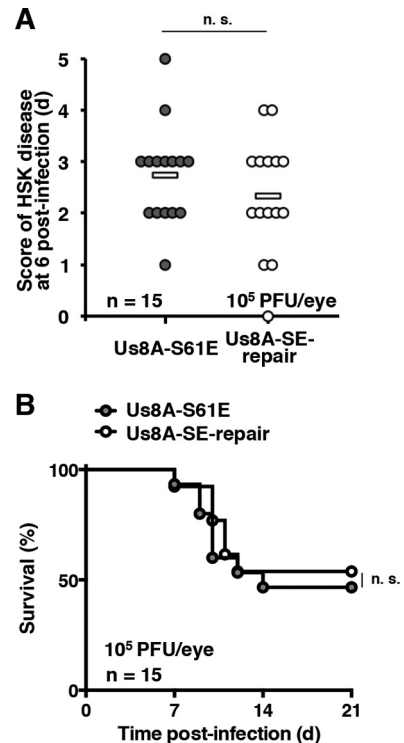 A
n. s.
Score of HSK disease
at 6 post-infection (d)
5
4
3
2
1
0
n = 15
10⁵ PFU/eye
Us8A-S61E
Us8A-SE-
repair
B
Us8A-S61E
Us8A-SE-repair
Survival (%)
100
50
0
n. s.
10⁵ PFU/eye
n = 15
0 7 14 21
Time post-infection (d)